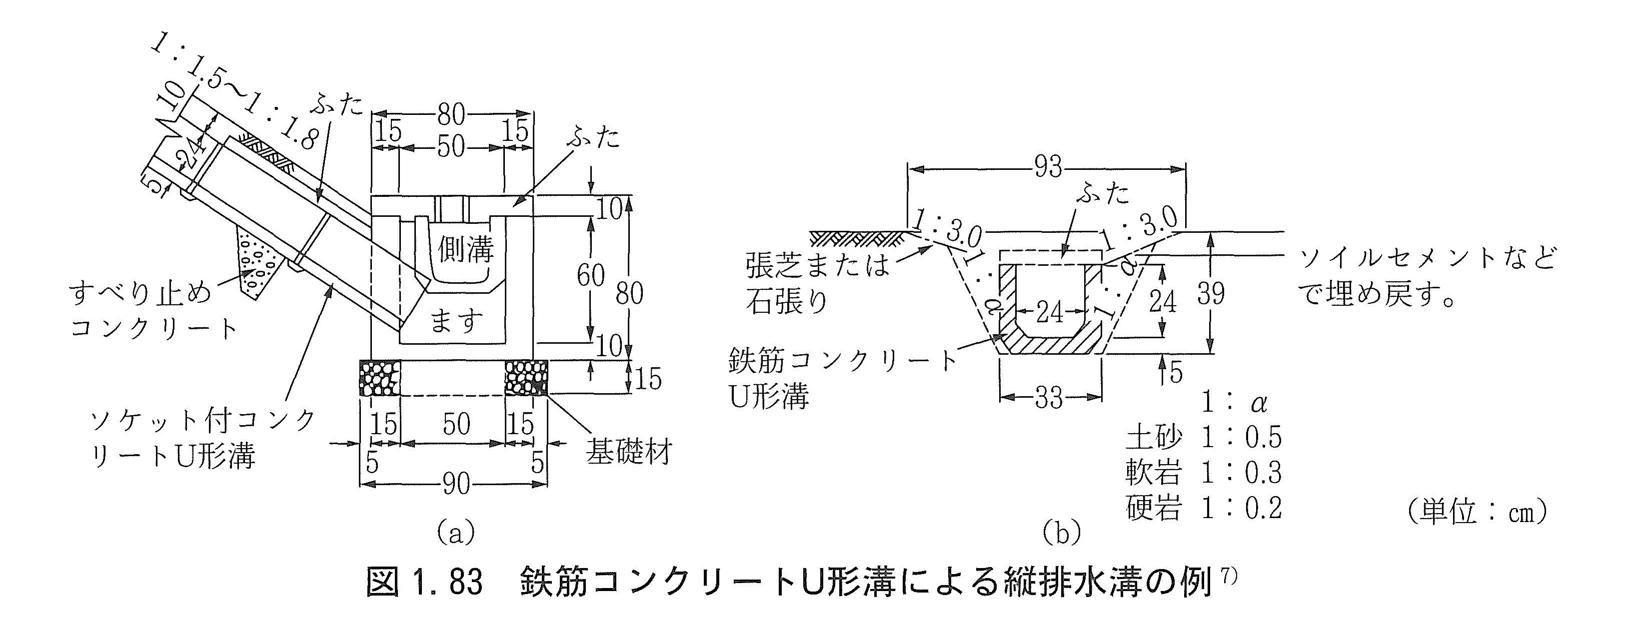 1：1.5～1：1.8
10
ふた
24
5
80
15
15
50
ふた
10
側溝
60
80
ます
10
15
すべり止め
コンクリート
ソケット付コンク
リートU形溝
15
50
15
基礎材
5
5
90
(a)
93
ふた
1：3.0
1：3.0
張芝または
石張り
1：α
1：α
24
24
39
ソイルセメントなど
で埋め戻す。
鉄筋コンクリート
U形溝
5
33
1：α
土砂 1：0.5
軟岩 1：0.3
硬岩 1：0.2
(b)
（単位：cm）
図 1.83　鉄筋コンクリートU形溝による縦排水溝の例7)